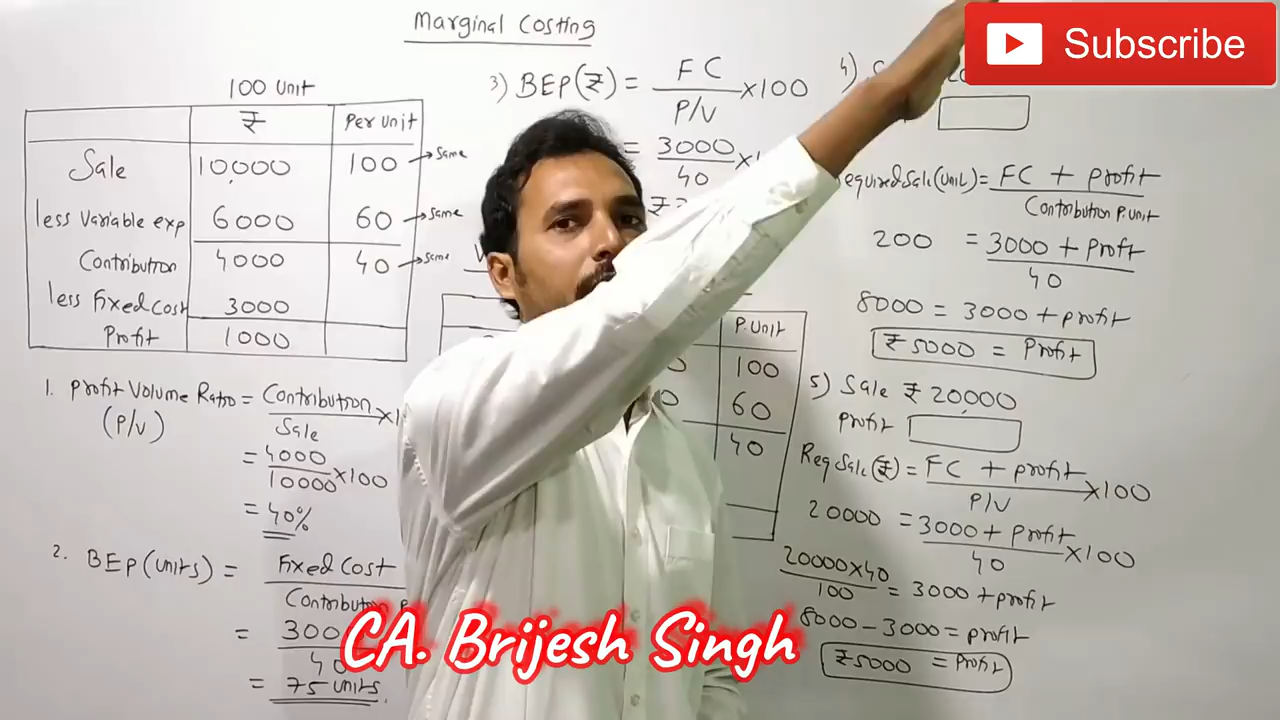 Marginal Costing
Subscribe
100 Unit
₹ Per Unit
Sale 10,000 100 → Same
less Variable exp 6000 60 → Same
Contribution 4000 40 → Same
less Fixed Cost 3000
Profit 1000
1. Profit Volume Ratio = Contribution
(P/V) Sale
= 4000
10000 ×100
= 40%
2. BEP (Units) = Fixed Cost
= 
40
= 75 Units
3) BEP (₹) = FC ×100
P/V
= 3000
40
₹
P. Unit
100
60
40
4)
Sale (Unit) = FC + Profit
Contribution P. Unit
200 = 3000 + Profit
40
8000 = 3000 + Profit
₹ 5000 = Profit
5) Sale ₹ 20,000
Profit
Req Sale (₹) = FC + Profit ×100
P/V
20000 = 3000 + Profit ×100
40
20000×40 = 3000 + Profit
100
8000 - 3000 = Profit
₹5000 = Profit
CA. Brijesh Singh